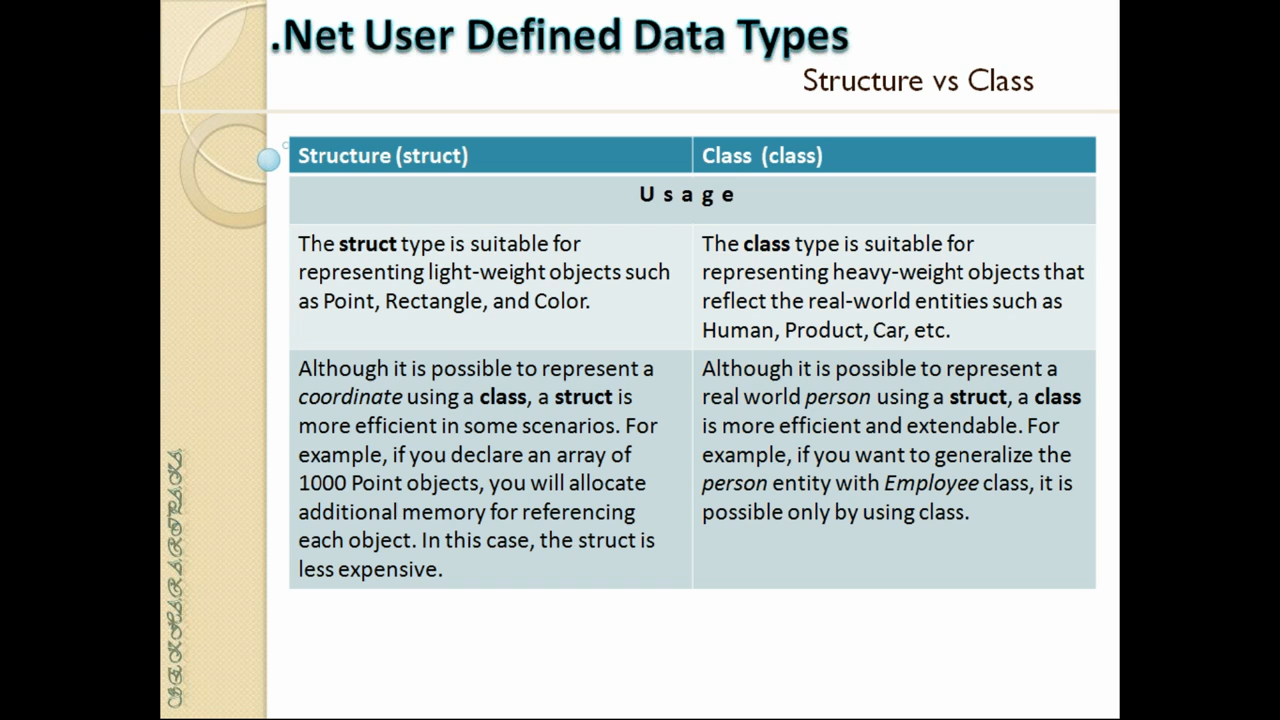 .Net User Defined Data Types
Structure vs Class
Structure (struct)
Class (class)
Usage
The struct type is suitable for
representing light-weight objects such
as Point, Rectangle, and Color.
The class type is suitable for
representing heavy-weight objects that
reflect the real-world entities such as
Human, Product, Car, etc.
Although it is possible to represent a
coordinate using a class, a struct is
more efficient in some scenarios. For
example, if you declare an array of
1000 Point objects, you will allocate
additional memory for referencing
each object. In this case, the struct is
less expensive.
Although it is possible to represent a
real world person using a struct, a class
is more efficient and extendable. For
example, if you want to generalize the
person entity with Employee class, it is
possible only by using class.